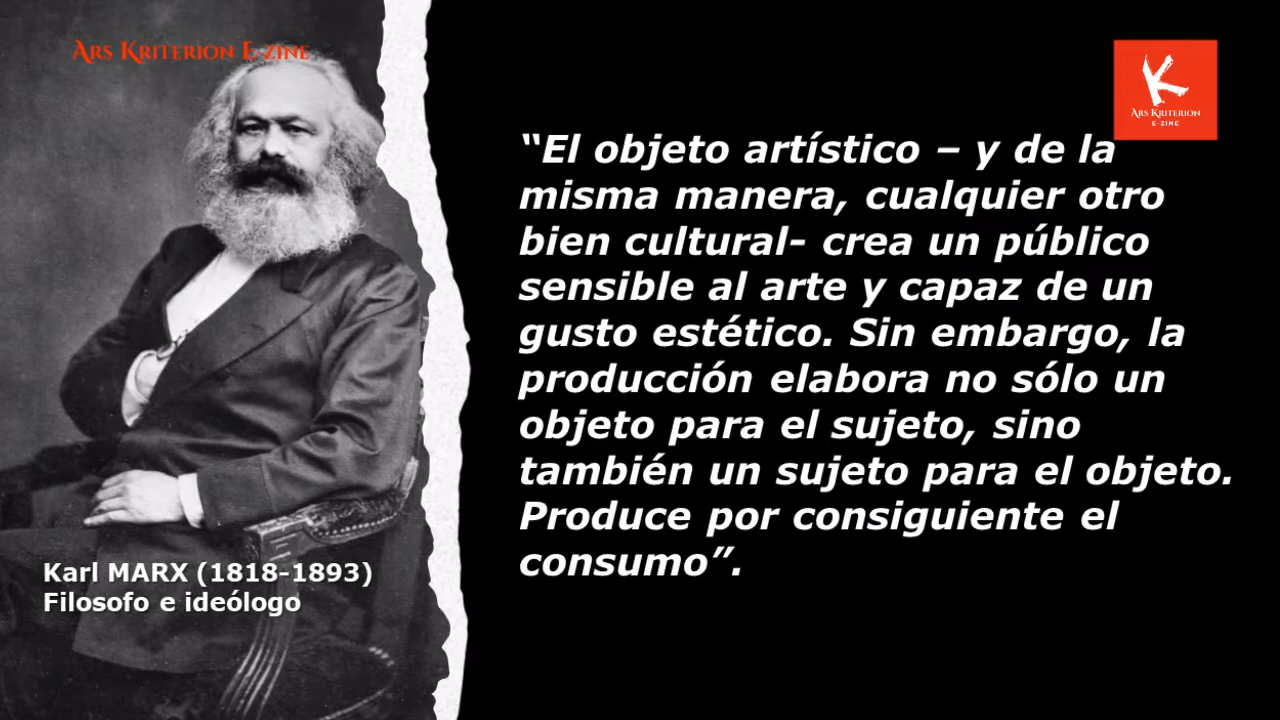 Ars Kriterion E-zine
K
Ars Kriterion
E-zine
“El objeto artístico – y de la
misma manera, cualquier otro
bien cultural- crea un público
sensible al arte y capaz de un
gusto estético. Sin embargo, la
producción elabora no sólo un
objeto para el sujeto, sino
también un sujeto para el objeto.
Produce por consiguiente el
consumo”.
Karl MARX (1818-1893)
Filosofo e ideólogo